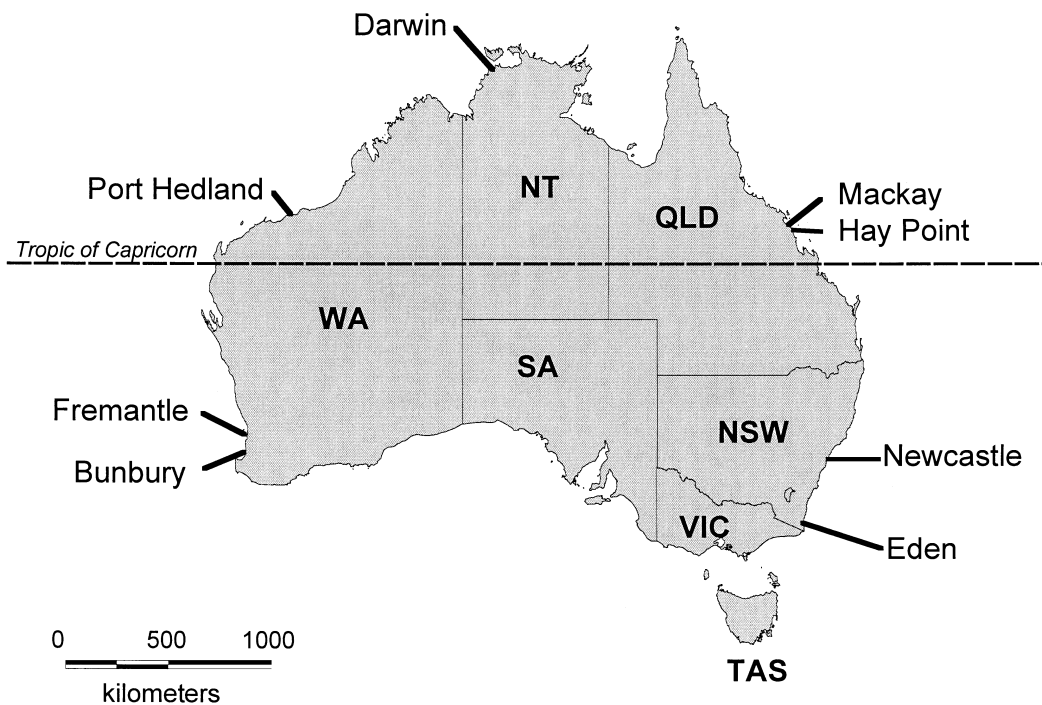 Darwin
Port Hedland
NT
Mackay
QLD
Hay Point
Tropic of Capricorn
WA
SA
Fremantle
NSW
Newcastle
Bunbury
VIC
Eden
0 500 1000
kilometers
TAS